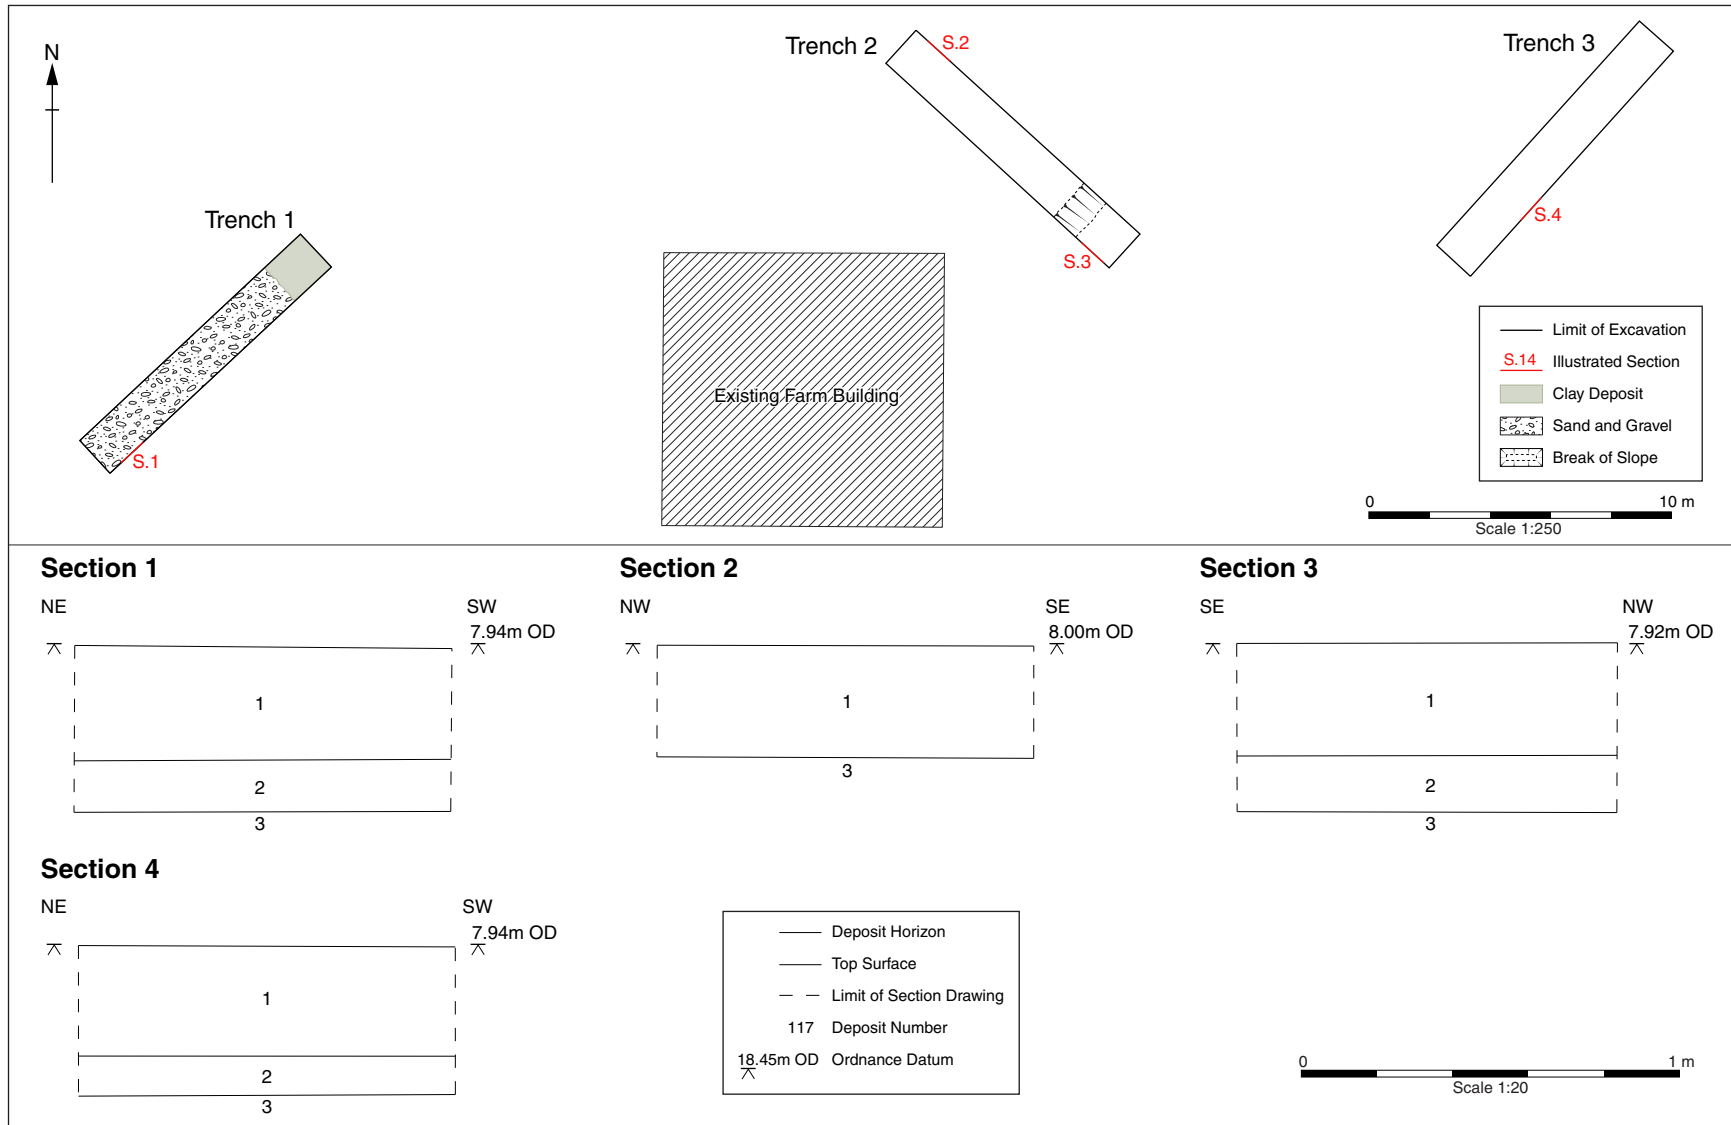 N
Trench 1
S.1
Trench 2
S.2
S.3
Trench 3
S.4
Existing Farm Building
Limit of Excavation
S.14 Illustrated Section
Clay Deposit
Sand and Gravel
Break of Slope
0 10 m
Scale 1:250
Section 1
NE SW
7.94m OD
1
2
3
Section 2
NW SE
8.00m OD
1
3
Section 3
SE NW
7.92m OD
1
2
3
Section 4
NE SW
7.94m OD
1
2
3
Deposit Horizon
Top Surface
Limit of Section Drawing
117 Deposit Number
18.45m OD Ordnance Datum
0 1 m
Scale 1:20